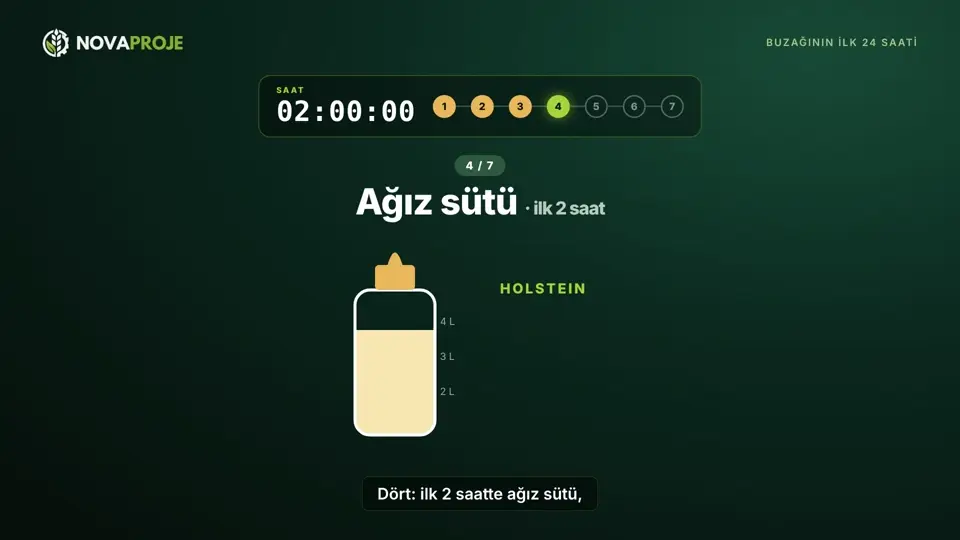 NOVAPROJE
BUZAĞININ İLK 24 SAATİ
SAAT
02:00:00
1 2 3 4 5 6 7
4 / 7
Ağız sütü · ilk 2 saat
HOLSTEIN
4 L
3 L
2 L
Dört: ilk 2 saatte ağız sütü,